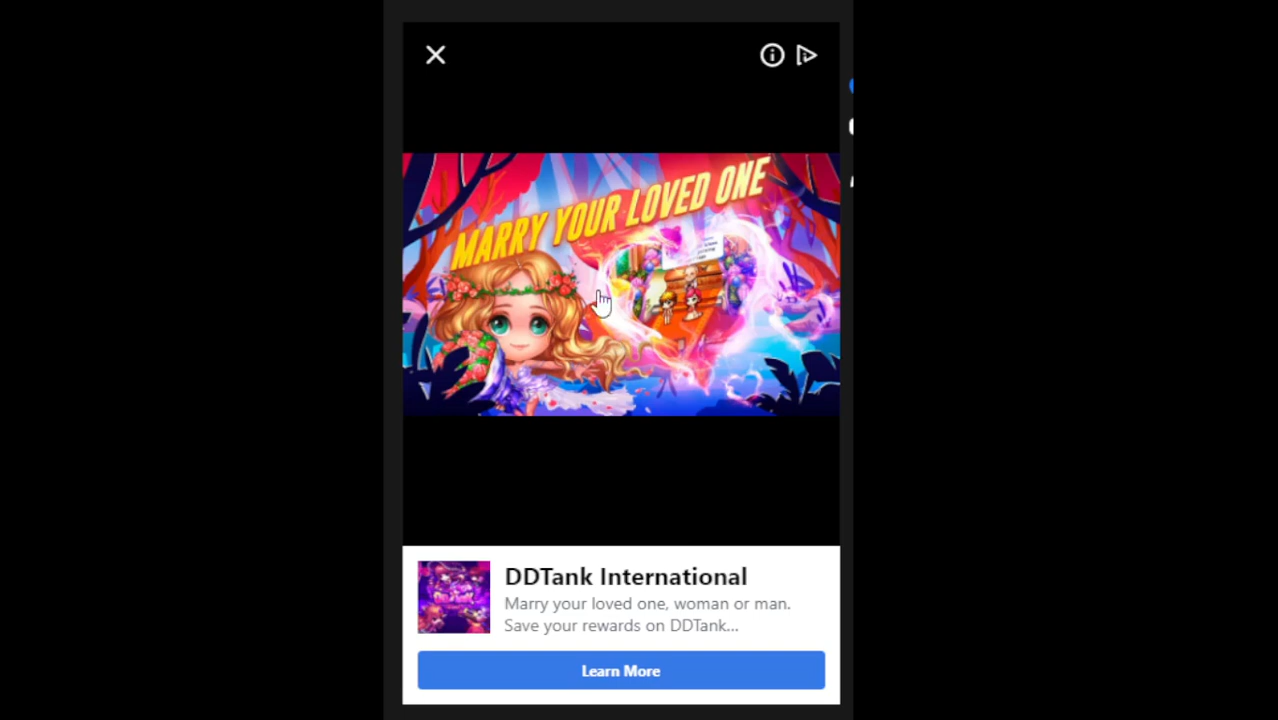 MARRY YOUR LOVED ONE
DDTank International
Marry your loved one, woman or man.
Save your rewards on DDTank...
Learn More